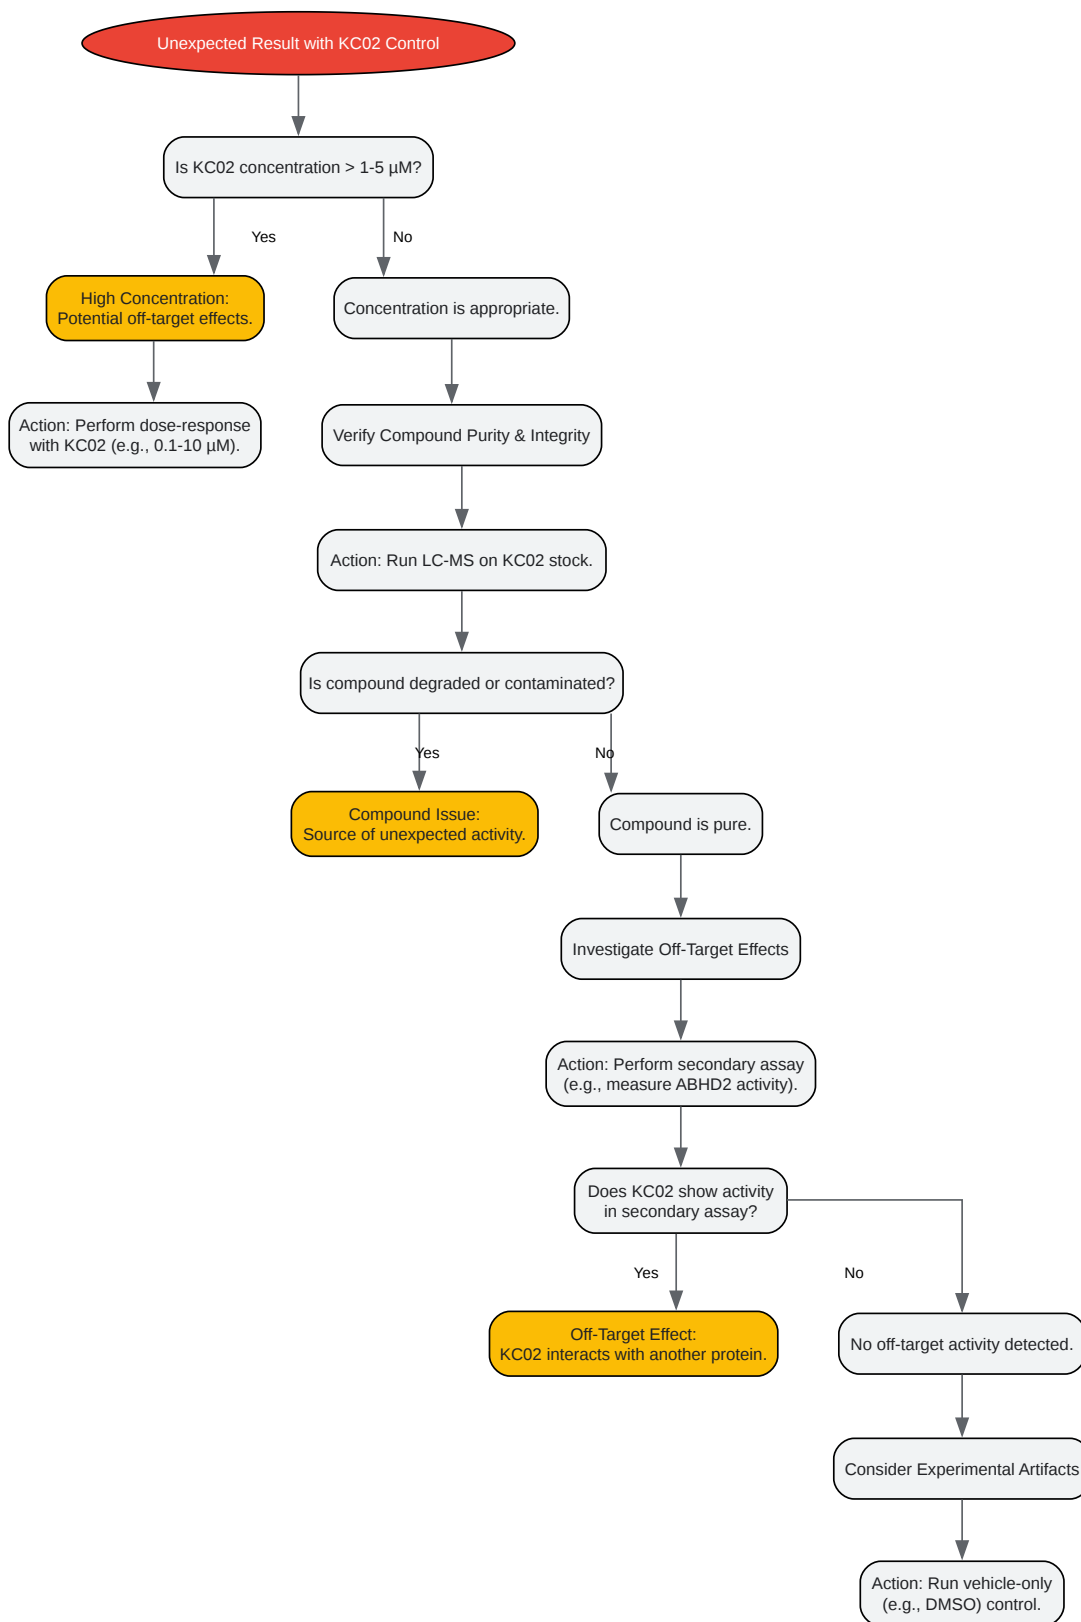 Unexpected Result with KC02 Control
Is KC02 concentration > 1-5 µM?
Yes
No
High Concentration:
Potential off-target effects.
Concentration is appropriate.
Action: Perform dose-response
with KC02 (e.g., 0.1-10 µM).
Verify Compound Purity & Integrity
Action: Run LC-MS on KC02 stock.
Is compound degraded or contaminated?
Yes
No
Compound Issue:
Source of unexpected activity.
Compound is pure.
Investigate Off-Target Effects
Action: Perform secondary assay
(e.g., measure ABHD2 activity).
Does KC02 show activity
in secondary assay?
Yes
No
Off-Target Effect:
KC02 interacts with another protein.
No off-target activity detected.
Consider Experimental Artifacts
Action: Run vehicle-only
(e.g., DMSO) control.